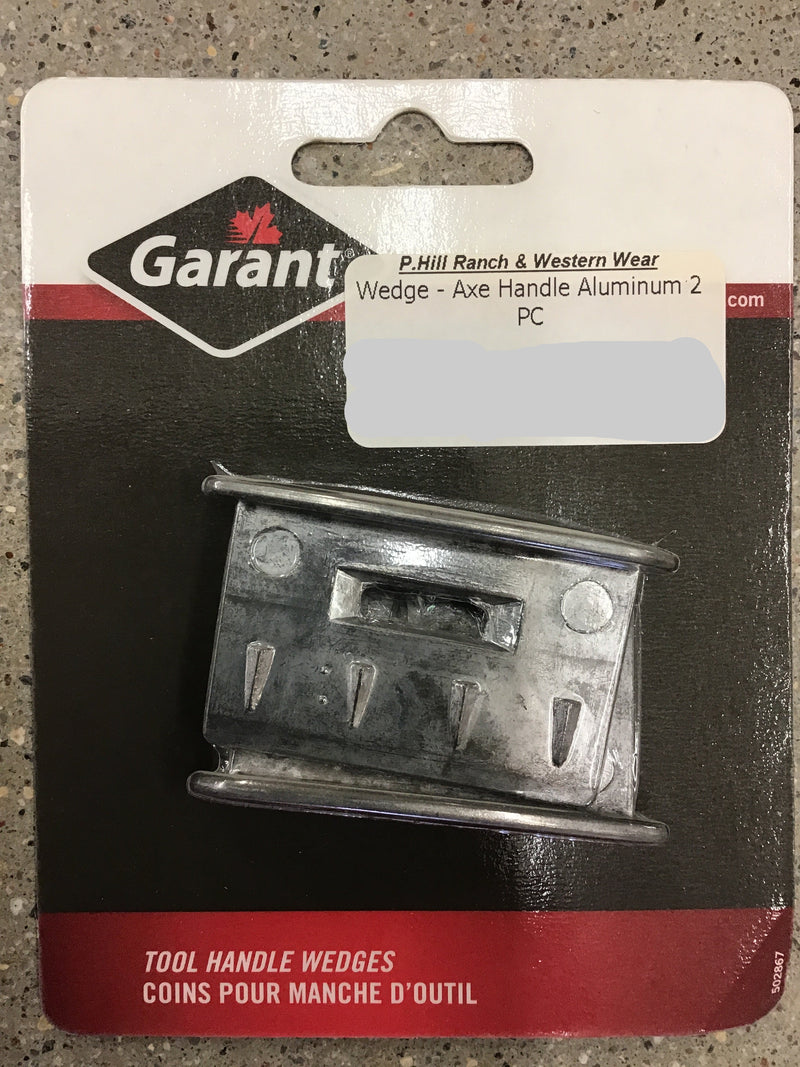 Garant®
P.Hill Ranch & Western Wear
Wedge - Axe Handle Aluminum 2
PC
com
TOOL HANDLE WEDGES
COINS POUR MANCHE D'OUTIL
502867